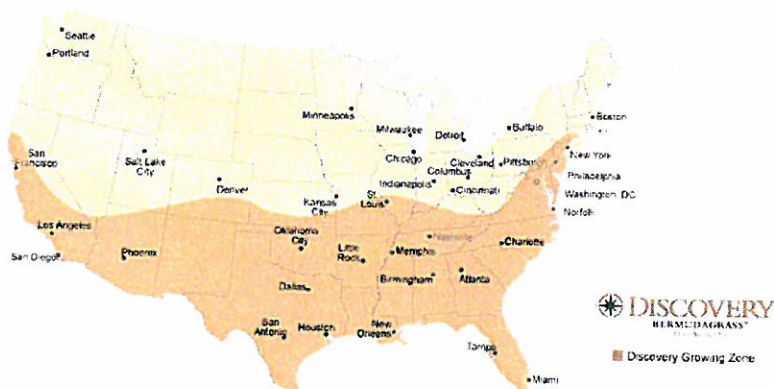 Seattle
Portland
Minneapolis
Milwaukee
Detroit
Buffalo
Boston
San
Francisco
Salt Lake
City
Denver
Chicago
Cleveland
Pittsburgh
New York
Columbus
Indianapolis
Cincinnati
Philadelphia
Washington, DC
Norfolk
Kansas
City
St.
Louis
Los Angeles
San Diego
Phoenix
Oklahoma
City
Little
Rock
Memphis
Nashville
Charlotte
Birmingham
Atlanta
Dallas
San
Antonio
Houston
New
Orleans
Tampa
Miami
DISCOVERY
BERMUDAGRASS
Discovery Growing Zone